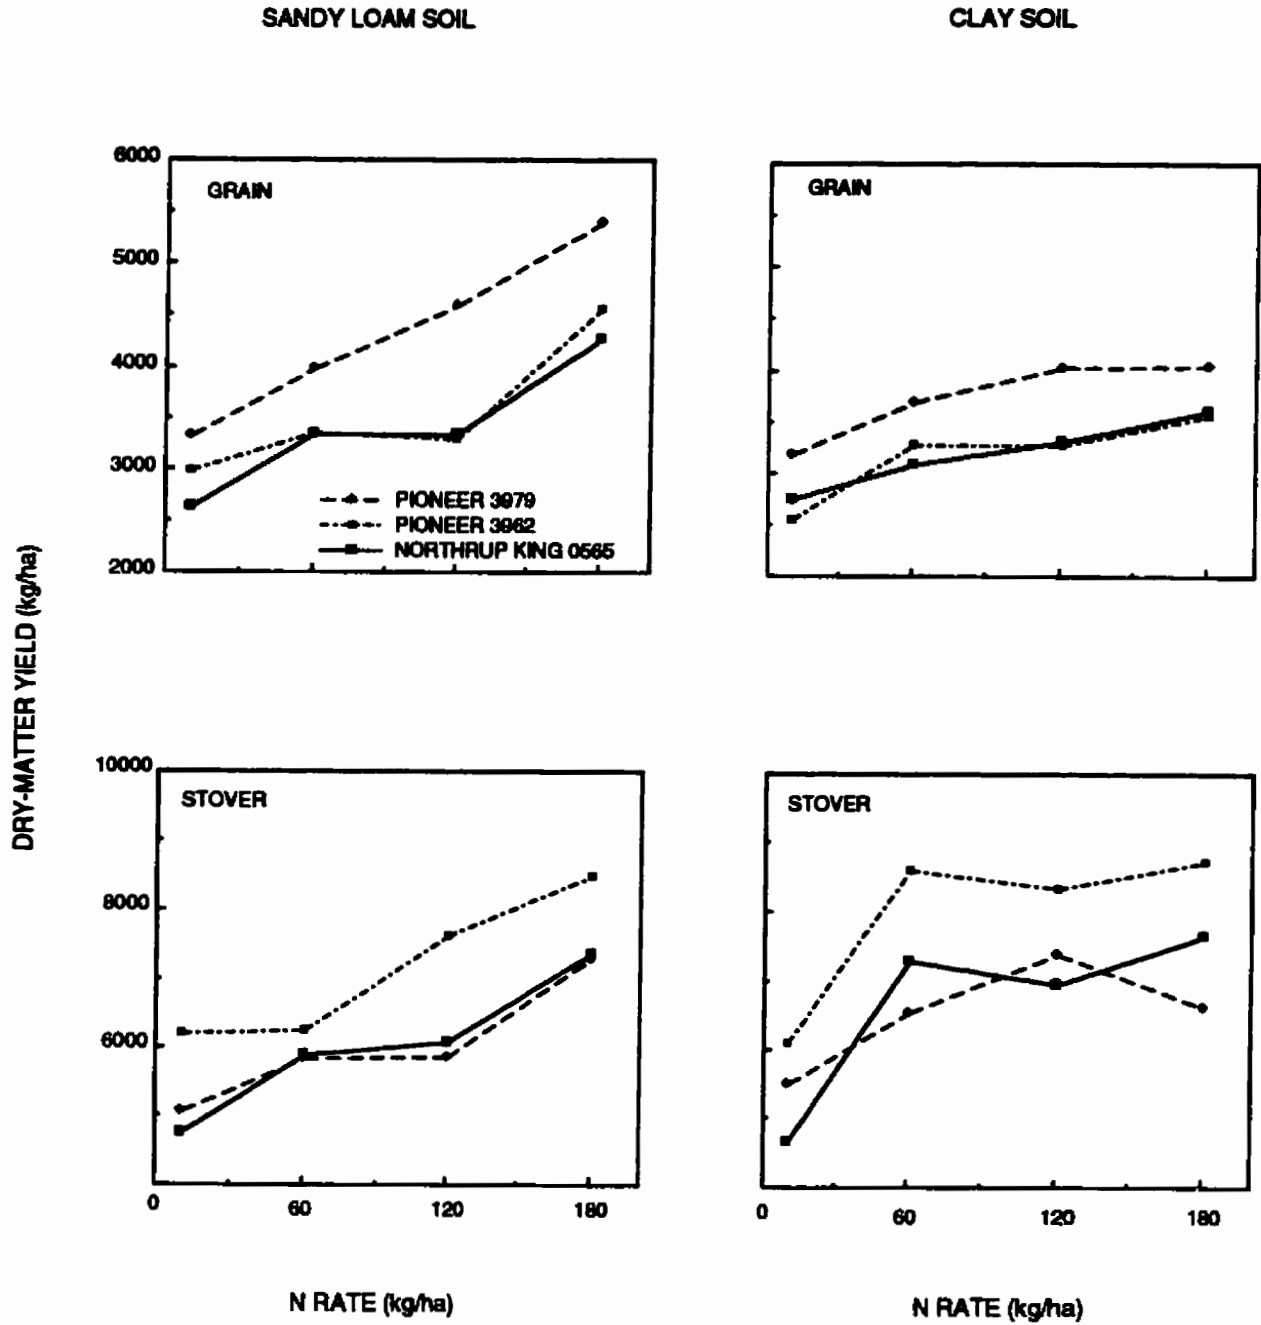 SANDY LOAM SOIL
CLAY SOIL
6000
GRAIN
GRAIN
5000
4000
3000
PIONEER 3979
PIONEER 3962
NORTHRUP KING 0565
2000
DRY-MATTER YIELD (kg/ha)
10000
STOVER
STOVER
8000
6000
0 60 120 180
0 60 120 180
N RATE (kg/ha)
N RATE (kg/ha)